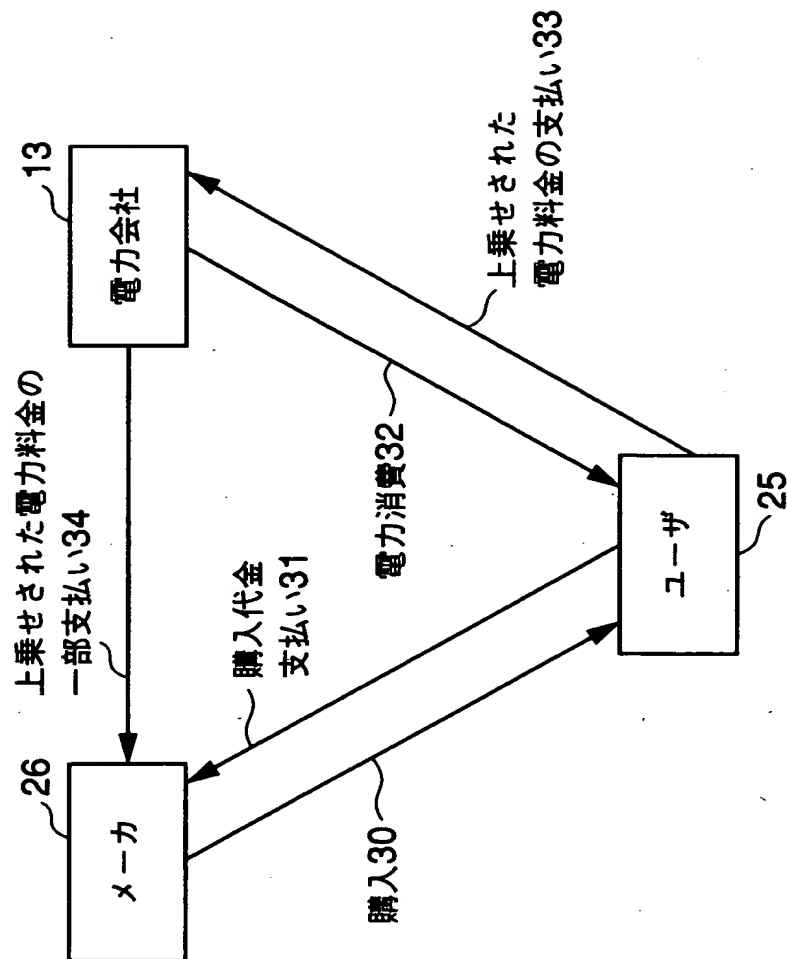 メーカ
26
電力会社
13
ユーザ
25
上乗せされた電力料金の
一部支払い34
購入代金
支払い31
購入30
電力消費32
上乗せされた
電力料金の支払い33